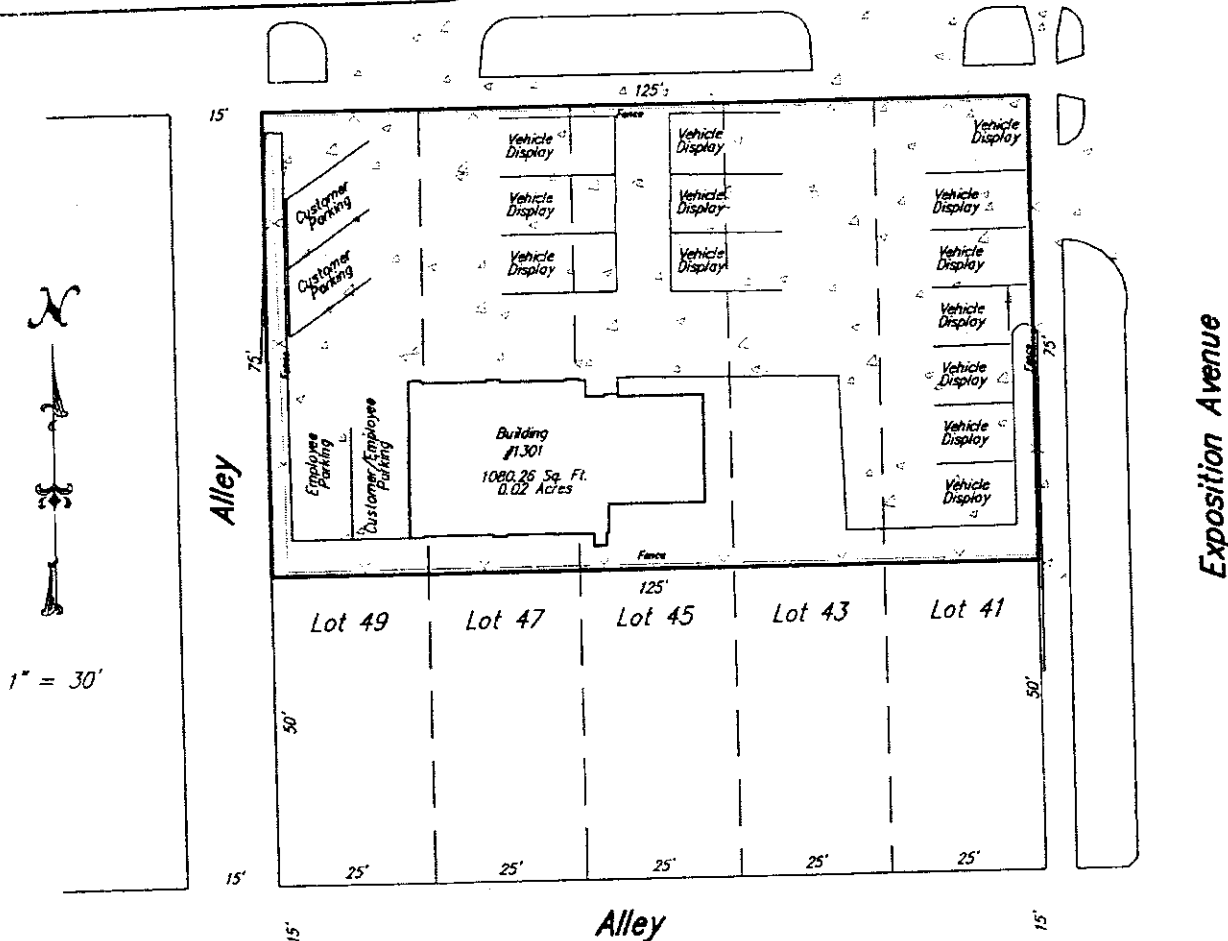 125'
15'
Fence
Vehicle
Display
Vehicle
Display
Vehicle
Display
Customer
Parking
Vehicle
Display
Vehicle
Display
Vehicle
Display
Customer
Parking
Vehicle
Display
Vehicle
Display
Vehicle
Display
N
Vehicle
Display
75'
Fence
75'
Fence
Exposition Avenue
Vehicle
Display
Alley
Employee
Parking
Customer/Employee
Parking
Building
#1301
1080.26 Sq. Ft.
0.02 Acres
Vehicle
Display
Vehicle
Display
Fence
125'
Lot 49
Lot 47
Lot 45
Lot 43
Lot 41
1" = 30'
50'
50'
15'
25'
25'
25'
25'
25'
15'
Alley
15'